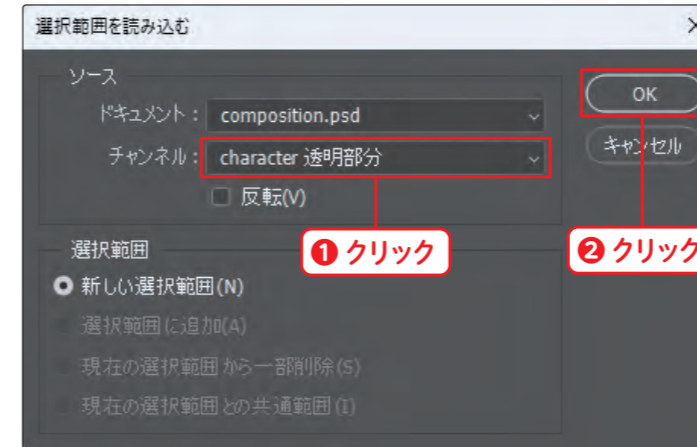 選択範囲を読み込む
ソース
ドキュメント： composition.psd
チャンネル： character 透明部分
反転(V)
OK
キャンセル
❶ クリック
❷ クリック
選択範囲
新しい選択範囲(N)
選択範囲に追加(A)
現在の選択範囲から一部削除(S)
現在の選択範囲との共通範囲(I)